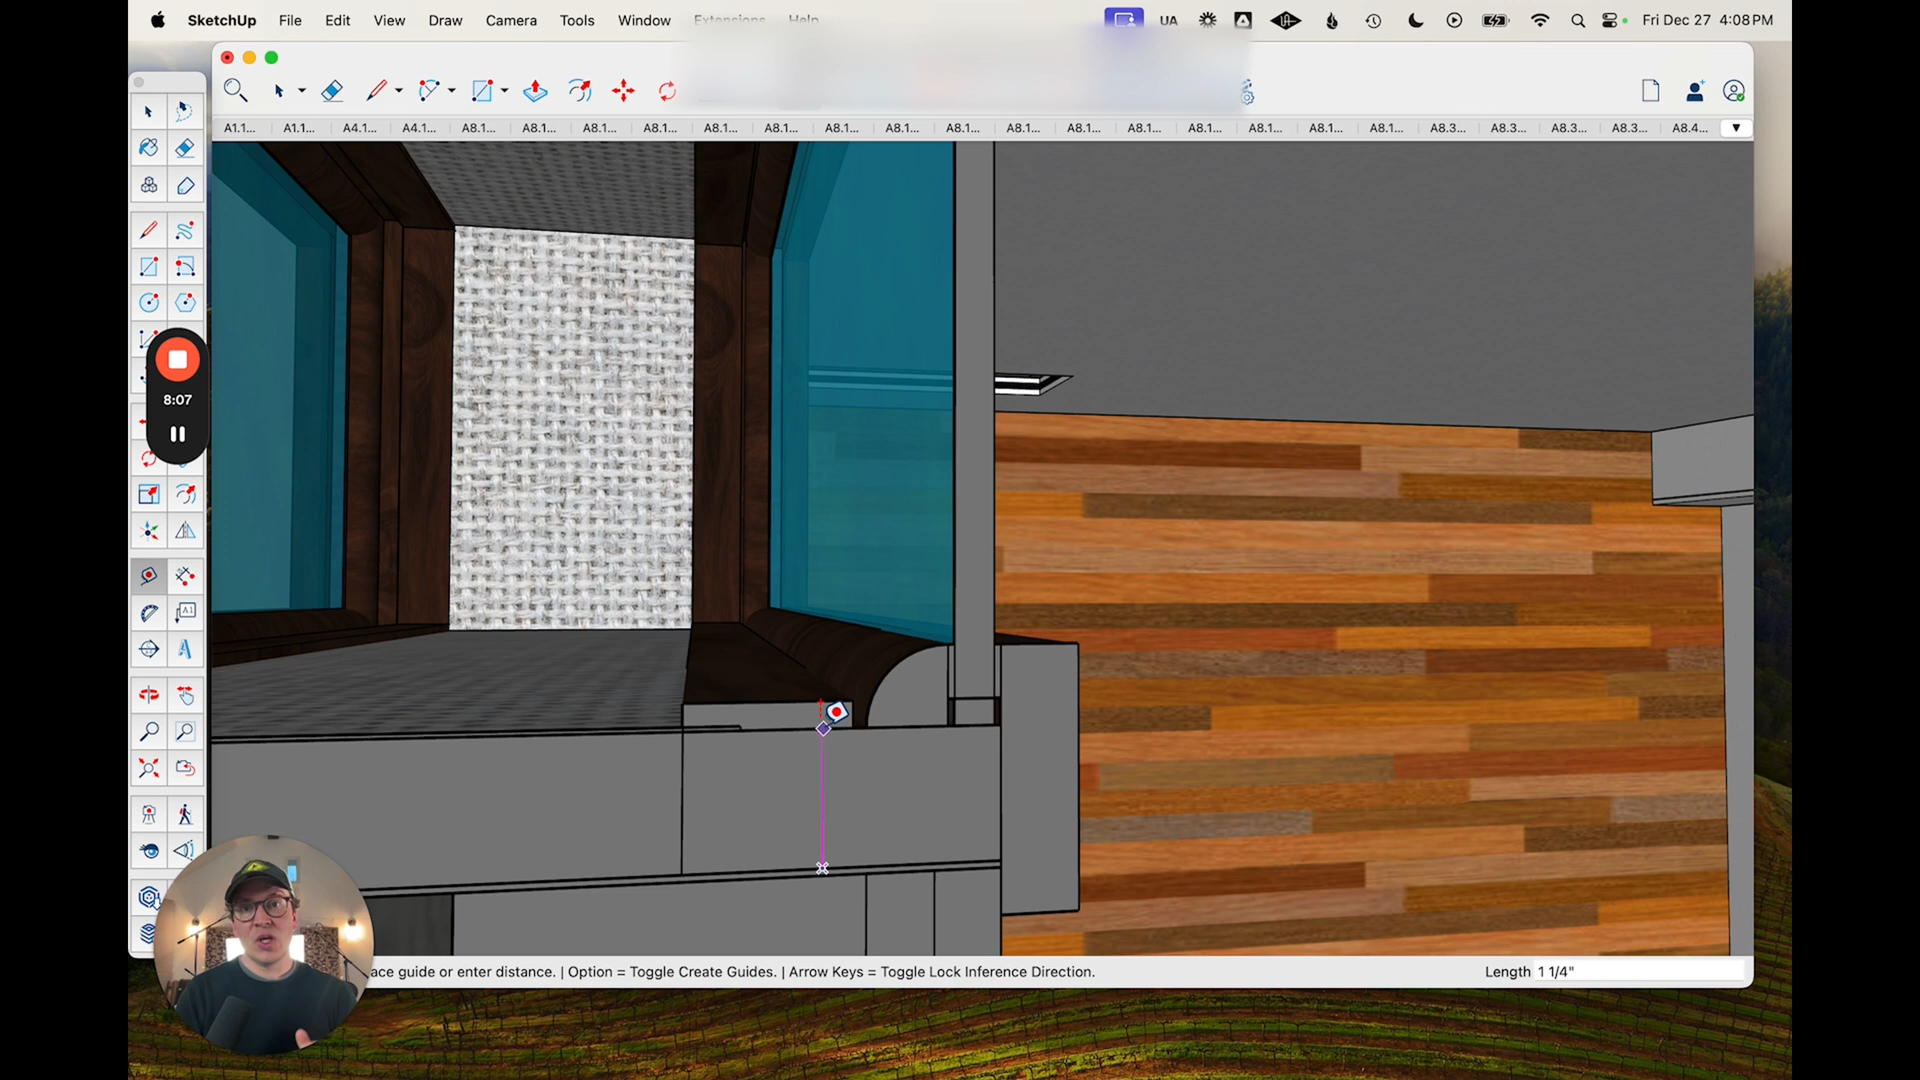 SketchUp File Edit View Draw Camera Tools Window Extensions Help UA Fri Dec 27 4:08 PM
A1.1... A1.1... A4.1... A4.1... A8.1... A8.1... A8.1... A8.1... A8.1... A8.1... A8.1... A8.1... A8.1... A8.1... A8.1... A8.1... A8.1... A8.1... A8.1... A8.1... A8.3... A8.3... A8.3... A8.3... A8.4...
8:07
A1
A
ace guide or enter distance. | Option = Toggle Create Guides. | Arrow Keys = Toggle Lock Inference Direction. Length 1 1/4"